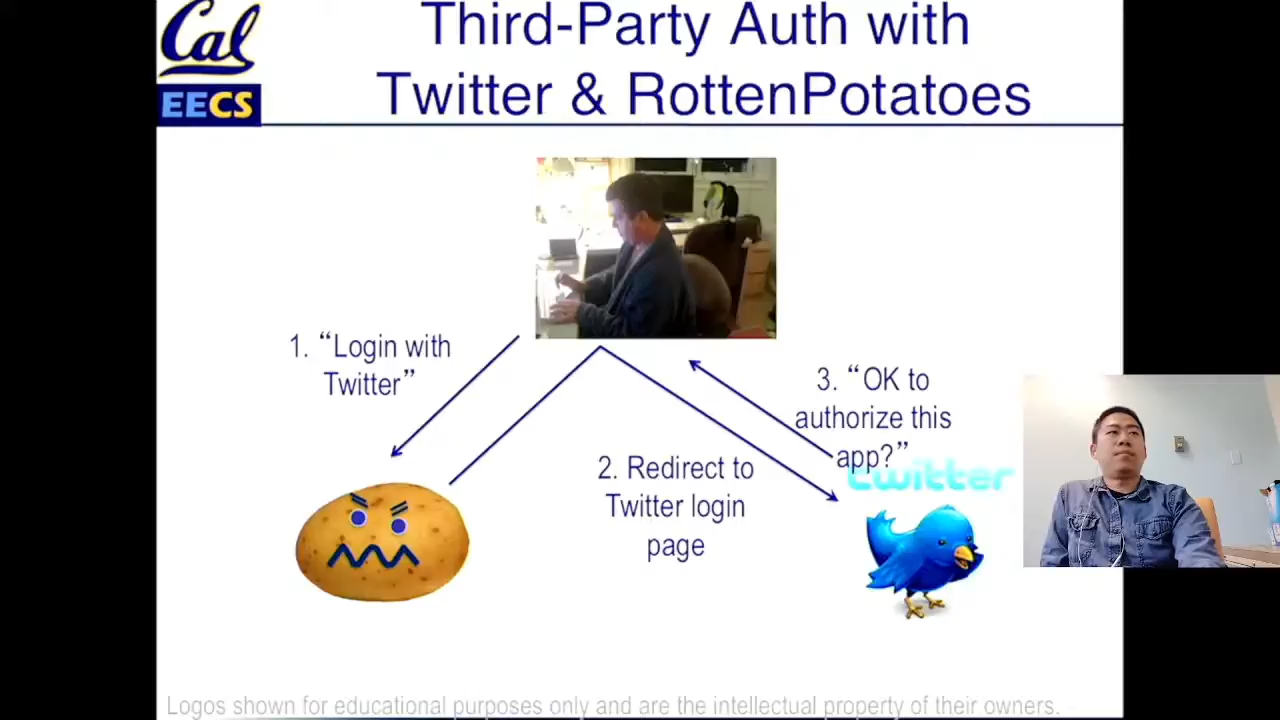 Cal
EECS
Third-Party Auth with
Twitter & RottenPotatoes
1. “Login with
Twitter”
3. “OK to
authorize this
app?”
2. Redirect to
Twitter login
page
twitter
Logos shown for educational purposes only and are the intellectual property of their owners.